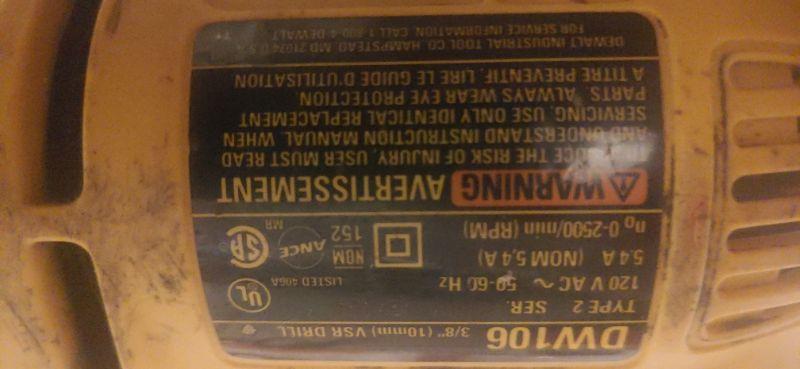 DW106 3/8" (10mm) VSR DRILL
TYPE 2 SER.
120 V AC ~ 50-60 Hz
5.4 A (NOM 5,4 A)
n₀ 0-2500/min (RPM)
UL
LISTED 406A
NOM
152
ANCE
SA
MR
WARNING AVERTISSEMENT
THE RISK OF INJURY, USER MUST READ
AND UNDERSTAND INSTRUCTION MANUAL. WHEN
SERVICING, USE ONLY IDENTICAL REPLACEMENT
PARTS. ALWAYS WEAR EYE PROTECTION.
A TITRE PREVENTIF, LIRE LE GUIDE D'UTILISATION
DEWALT INDUSTRIAL TOOL CO. HAMPSTEAD, MD 21074 U.S.A.
FOR SERVICE INFORMATION, CALL 1-800-4-DEWALT